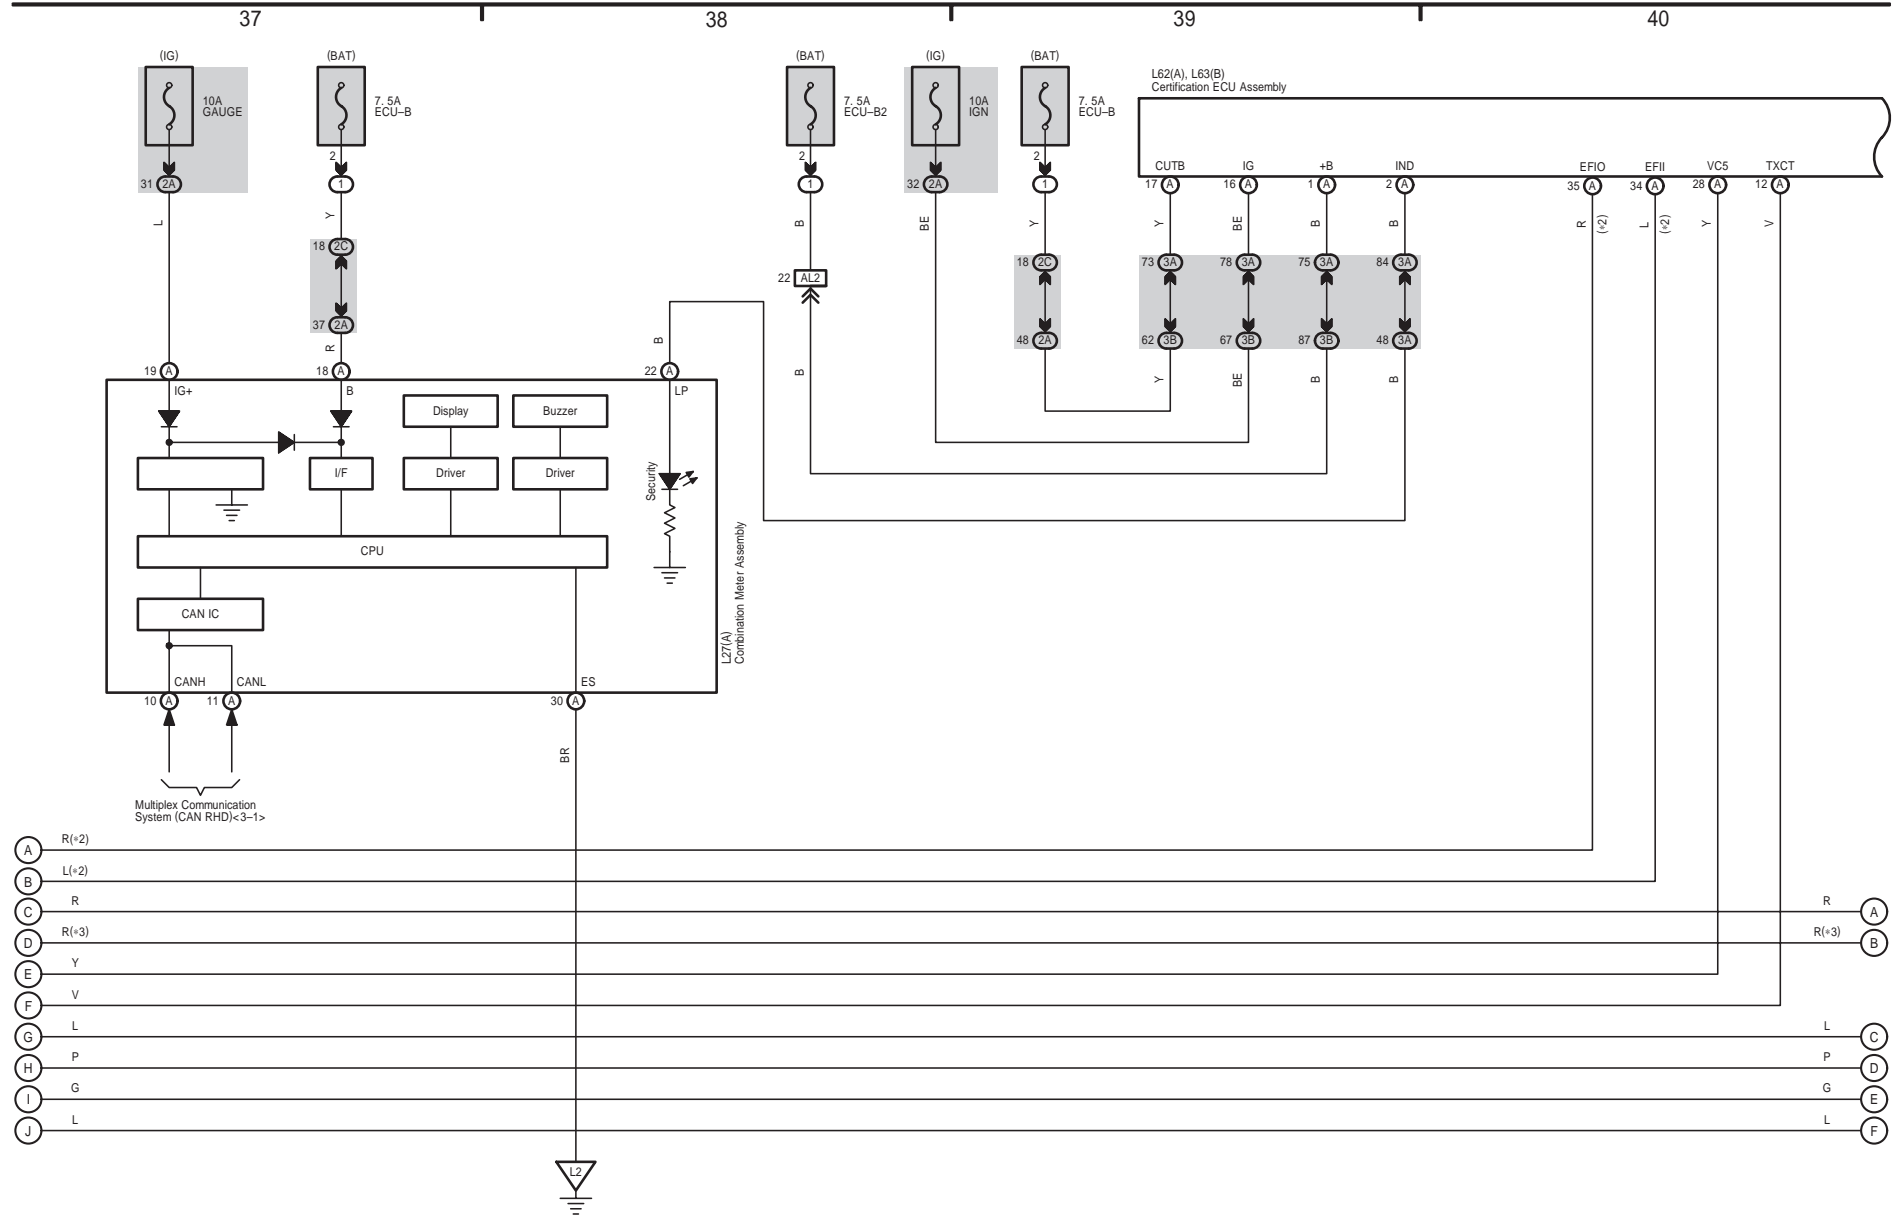 37
38
39
40
(IG)
(BAT)
(BAT)
(IG)
(BAT)
10A
GAUGE
7. 5A
ECU–B
7. 5A
ECU–B2
10A
IGN
7. 5A
ECU–B
L62(A), L63(B)
Certification ECU Assembly
2
2
2
CUTB
IG
+B
IND
EFIO
EFII
VC5
TXCT
31 2A
1
1
32 2A
1
17 A
16 A
1 A
2 A
35 A
34 A
28 A
12 A
L
Y
B
BE
Y
Y
BE
B
B
R
(*2)
L
(*2)
Y
V
18 2C
22 AL2
18 2C
73 3A
78 3A
75 3A
84 3A
37 2A
48 2A
62 3B
67 3B
87 3B
48 3A
R
B
B
Y
BE
B
B
19 A
18 A
22 A
IG+
B
LP
Display
Buzzer
I/F
Driver
Driver
Security
CPU
CAN IC
L27(A)
Combination Meter Assembly
CANH
CANL
ES
10 A
11 A
30 A
BR
Multiplex Communication
System (CAN RHD)<3–1>
A R(*2)
B L(*2)
C R R A
D R(*3) R(*3) B
E Y
F V
G L L C
H P P D
I G G E
J L L F
L2